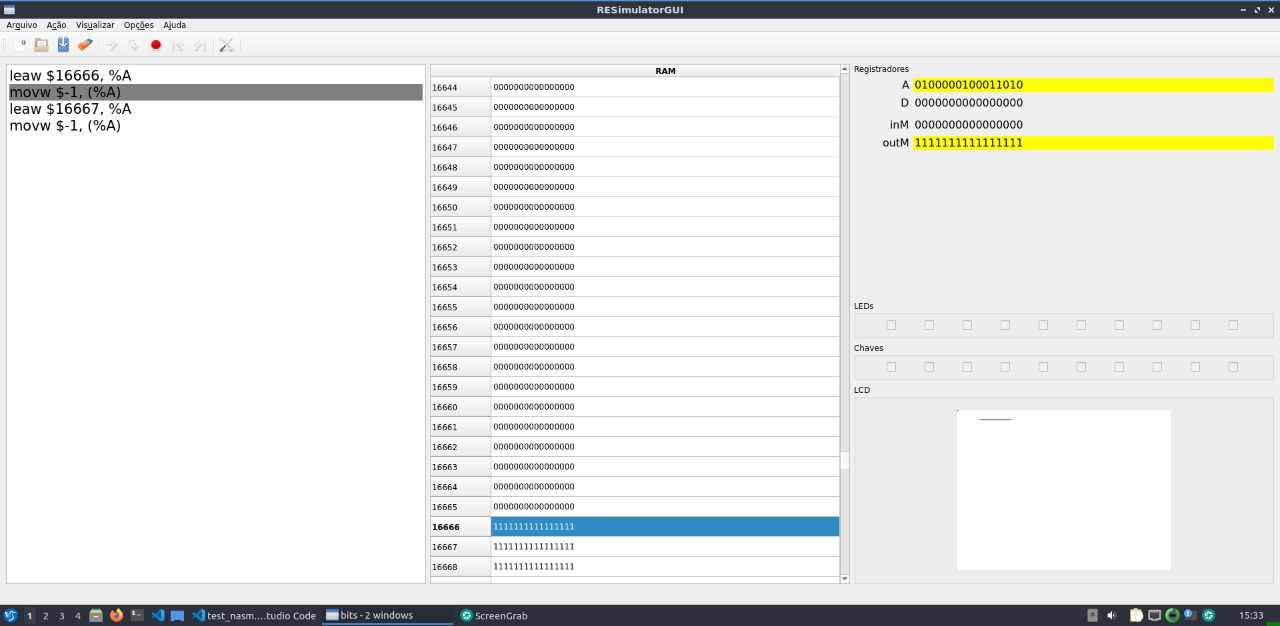 RESimulatorGUI
Arquivo Ação Visualizar Opções Ajuda
leaw $16666, %A
movw $-1, (%A)
leaw $16667, %A
movw $-1, (%A)
RAM
16644 0000000000000000
16645 0000000000000000
16646 0000000000000000
16647 0000000000000000
16648 0000000000000000
16649 0000000000000000
16650 0000000000000000
16651 0000000000000000
16652 0000000000000000
16653 0000000000000000
16654 0000000000000000
16655 0000000000000000
16656 0000000000000000
16657 0000000000000000
16658 0000000000000000
16659 0000000000000000
16660 0000000000000000
16661 0000000000000000
16662 0000000000000000
16663 0000000000000000
16664 0000000000000000
16665 0000000000000000
16666 1111111111111111
16667 1111111111111111
16668 1111111111111111
Registradores
A 0100000100011010
D 0000000000000000
inM 0000000000000000
outM 1111111111111111
LEDs
Chaves
LCD
1 2 3 4 test_nasm....tudio Code bits - 2 windows ScreenGrab 15:33